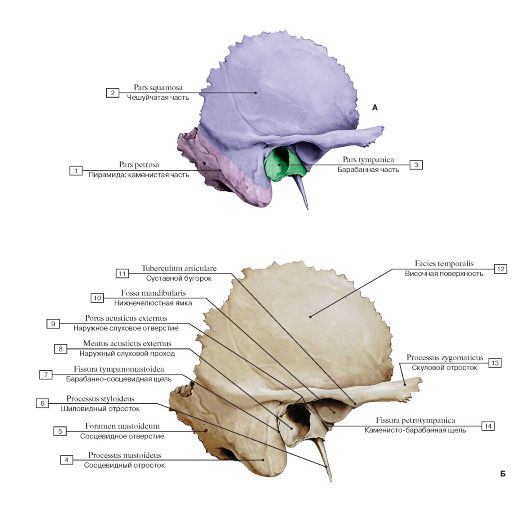 Pars squamosa
2
Чешуйчатая часть
А
Pars petrosa
1
Пирамида; каменистая часть
Pars tympanica
3
Барабанная часть
Facies temporalis
12
Височная поверхность
Tuberculum articulare
11
Суставной бугорок
Fossa mandibularis
10
Нижнечелюстная ямка
Porus acusticus externus
9
Наружное слуховое отверстие
Meatus acusticus externus
8
Наружный слуховой проход
Processus zygomaticus
13
Скуловой отросток
Fissura tympanomastoidea
7
Барабанно-сосцевидная щель
Processus styloidens
6
Шиловидный отросток
Fissura petrotympanica
14
Каменисто-барабанная щель
Foramen mastoideum
5
Сосцевидное отверстие
Processus mastoideus
4
Сосцевидный отросток
Б